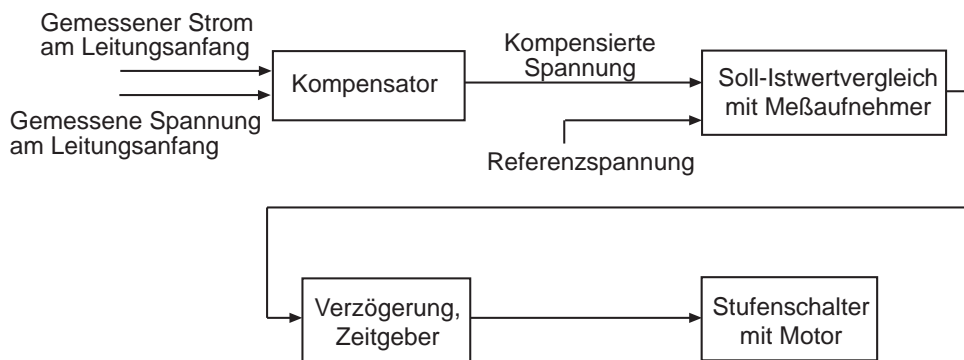 Gemessener Strom
am Leitungsanfang
Kompensator
Gemessene Spannung
am Leitungsanfang
Kompensierte
Spannung
Referenzspannung
Soll-Istwertvergleich
mit Meßaufnehmer
Verzögerung,
Zeitgeber
Stufenschalter
mit Motor